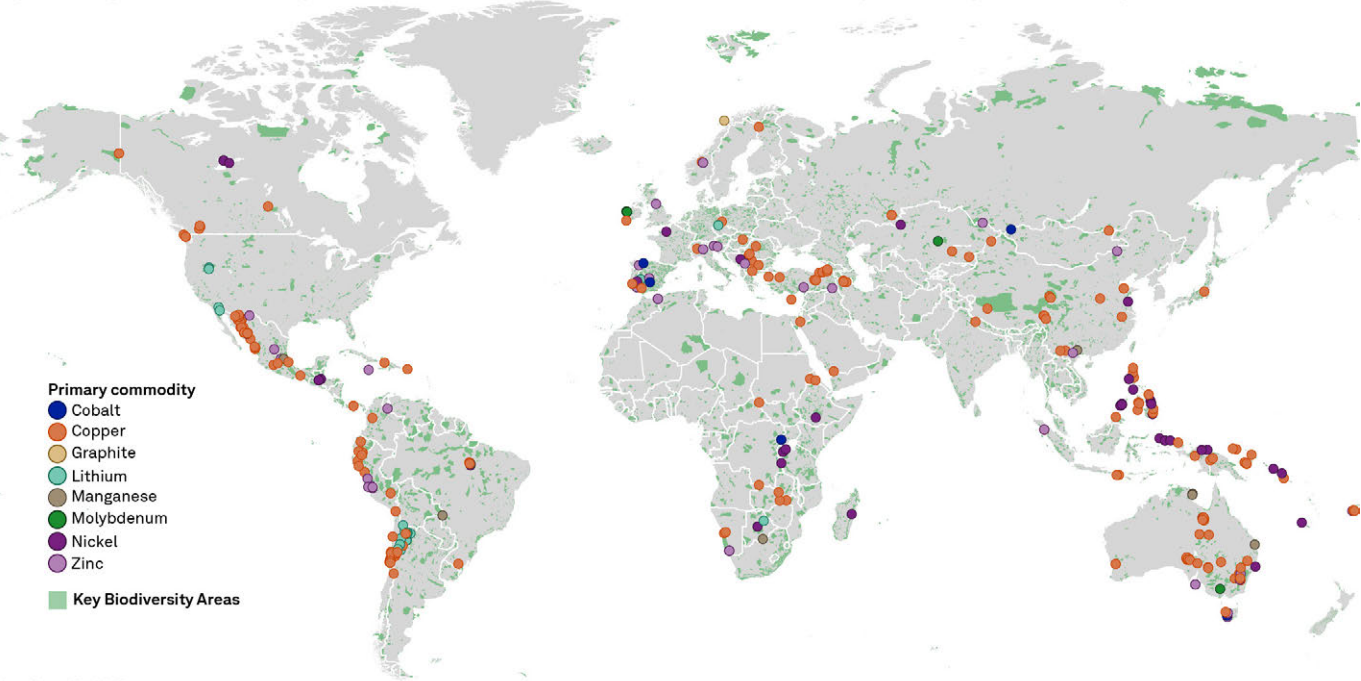 Primary commodity
Cobalt
Copper
Graphite
Lithium
Manganese
Molybdenum
Nickel
Zinc
Key Biodiversity Areas